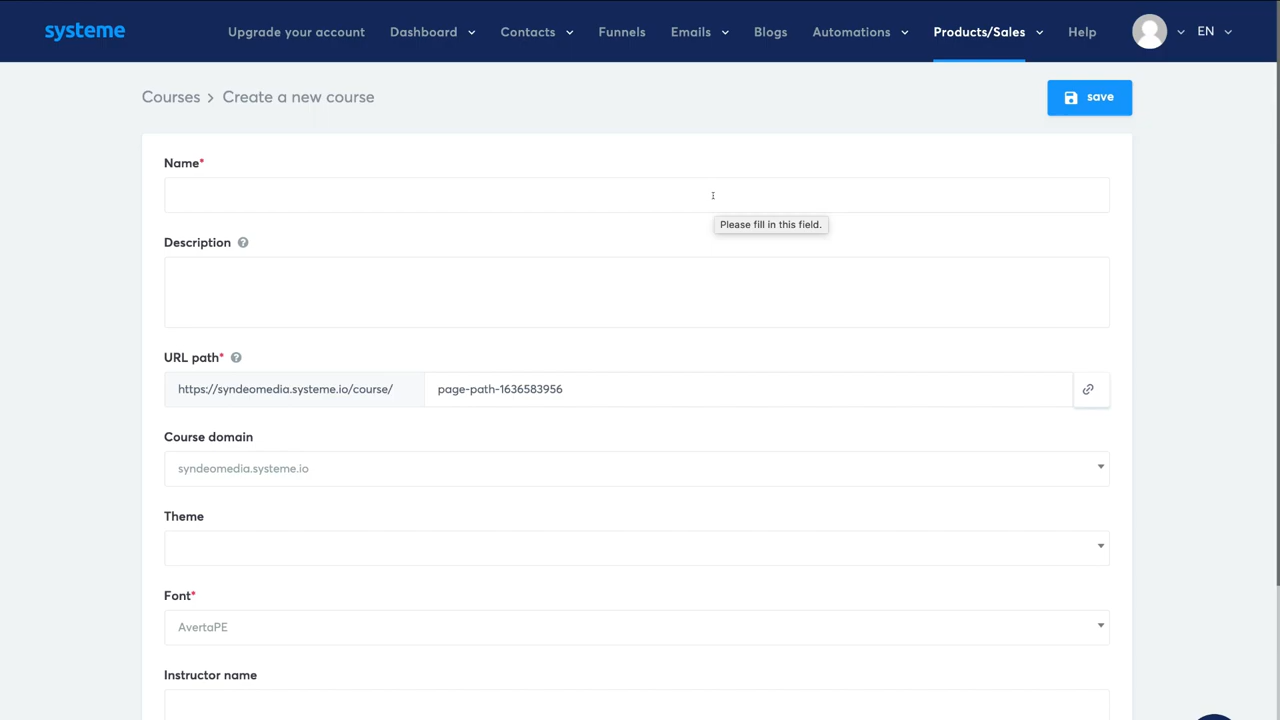 systeme
Upgrade your account Dashboard Contacts Funnels Emails Blogs Automations Products/Sales Help EN
Courses > Create a new course
save
Name*
Please fill in this field.
Description ?
URL path* ?
https://syndeomedia.systeme.io/course/ page-path-1636583956
Course domain
syndeomedia.systeme.io
Theme
Font*
AvertaPE
Instructor name